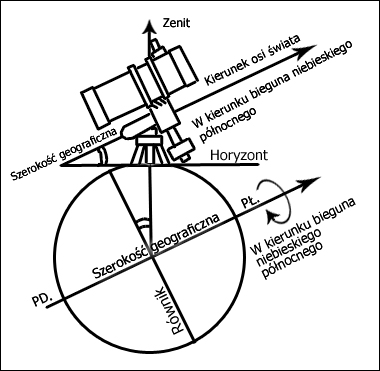 Zenit
Kierunek osi świata
W kierunku bieguna niebieskiego
północnego
Szerokość geograficzna
Horyzont
Szerokość geograficzna
PŁ.
W kierunku bieguna
niebieskiego
północnego
PD.
Równik